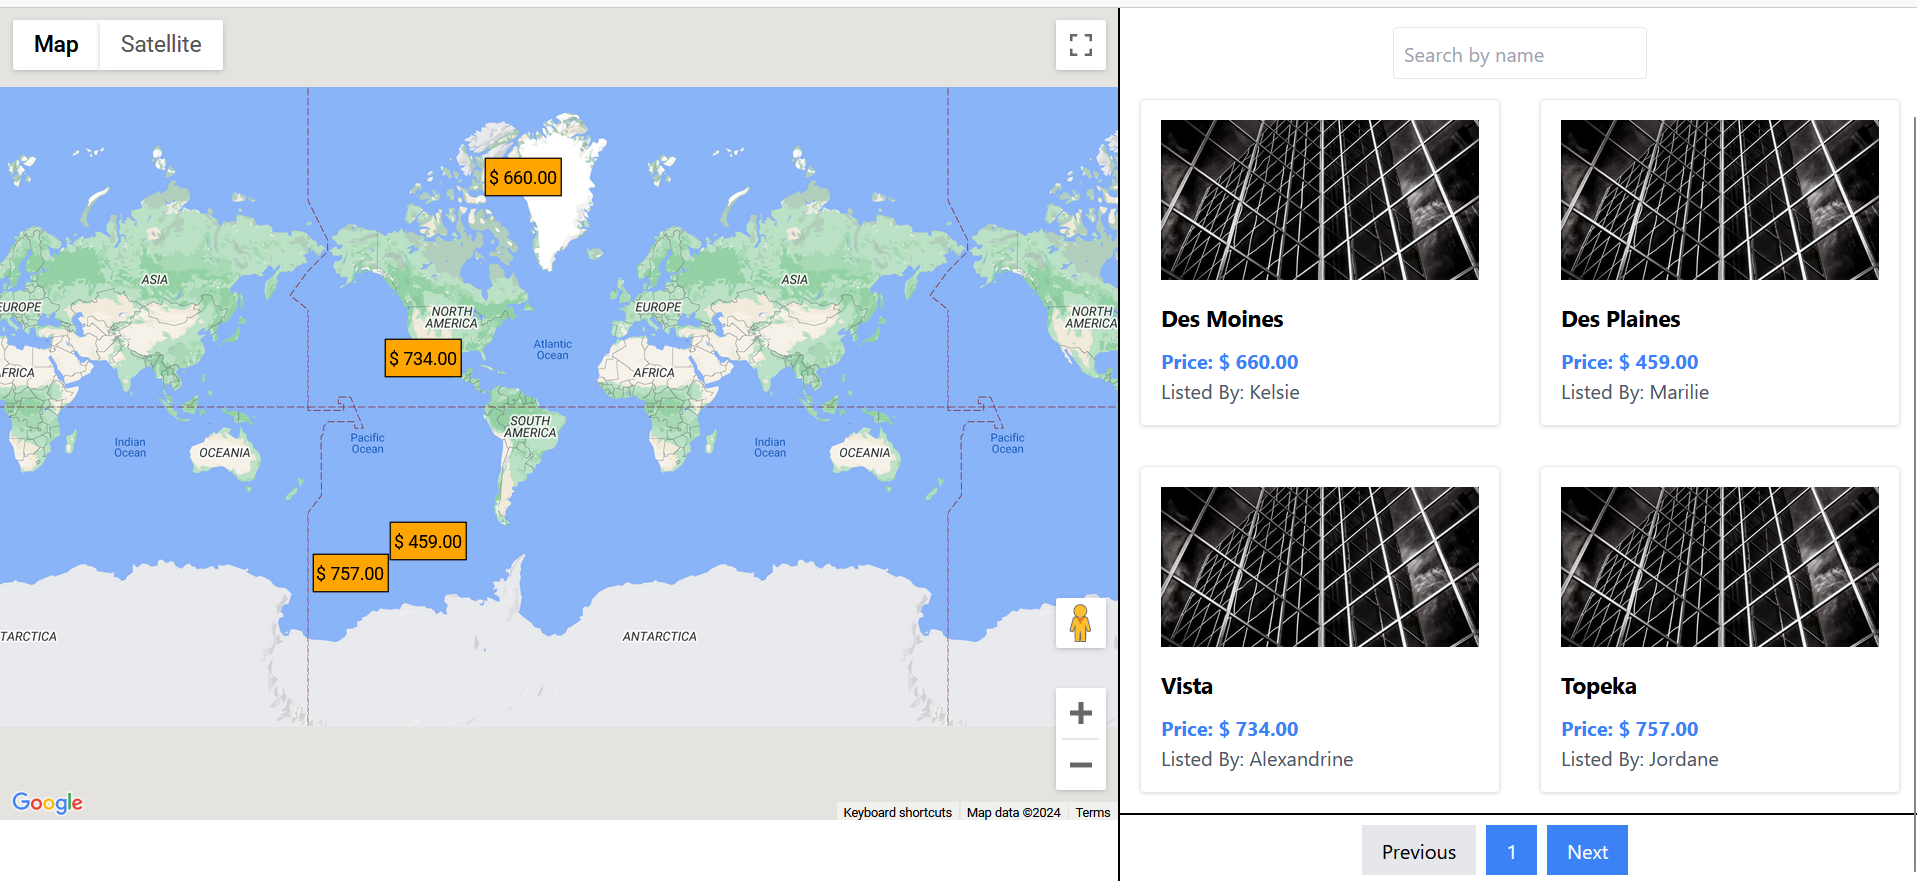 Map
Satellite
$ 660.00
ASIA
ASIA
EUROPE
EUROPE
NORTH
AMERICA
NORTH
AMERICA
Atlantic
Ocean
$ 734.00
AFRICA
AFRICA
SOUTH
AMERICA
Indian
Ocean
OCEANIA
Pacific
Ocean
Indian
Ocean
OCEANIA
Pacific
Ocean
$ 459.00
$ 757.00
TARCTICA
ANTARCTICA
Google
Keyboard shortcuts
Map data ©2024
Terms
Search by name
Des Moines
Price: $ 660.00
Listed By: Kelsie
Des Plaines
Price: $ 459.00
Listed By: Marilie
Vista
Price: $ 734.00
Listed By: Alexandrine
Topeka
Price: $ 757.00
Listed By: Jordane
Previous
1
Next